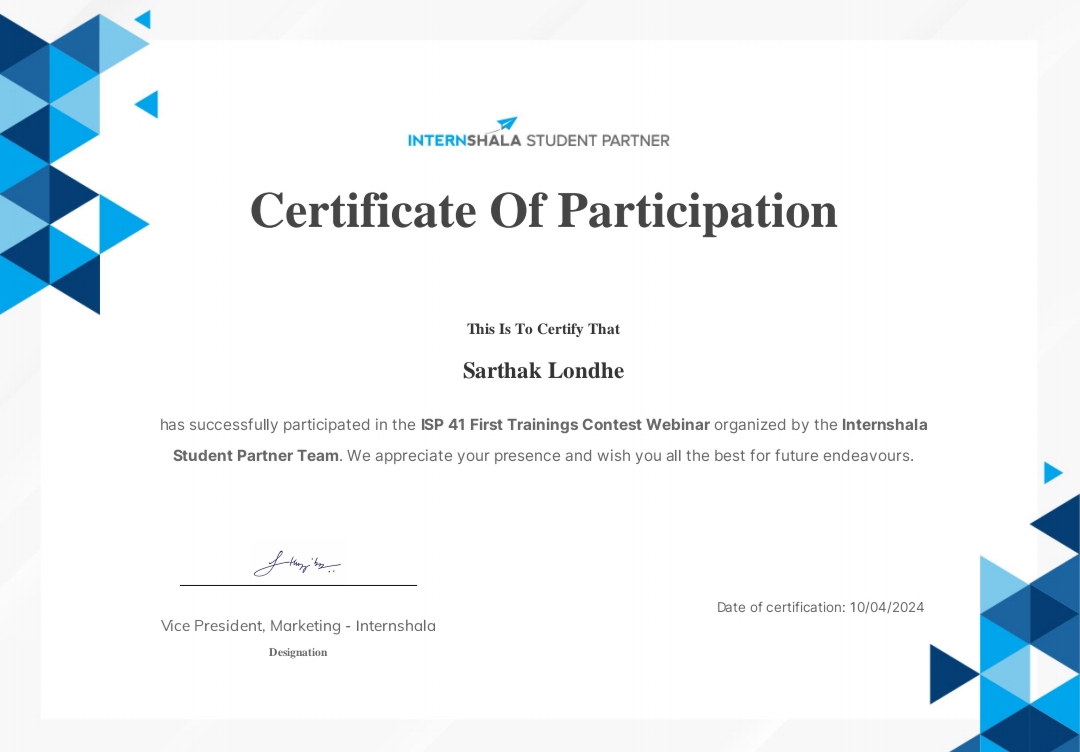 INTERNSHALA STUDENT PARTNER
Certificate Of Participation
This Is To Certify That
Sarthak Londhe
has successfully participated in the ISP 41 First Trainings Contest Webinar organized by the Internshala
Student Partner Team. We appreciate your presence and wish you all the best for future endeavours.
Date of certification: 10/04/2024
Vice President, Marketing - Internshala
Designation